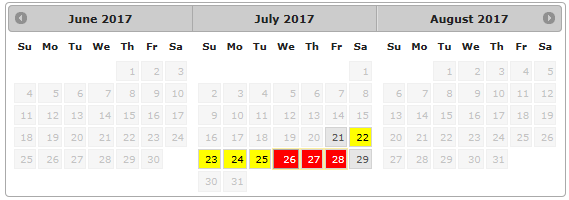 June 2017 July 2017 August 2017
Su Mo Tu We Th Fr Sa Su Mo Tu We Th Fr Sa Su Mo Tu We Th Fr Sa
1 2 3 1 1 2 3 4 5
4 5 6 7 8 9 10 2 3 4 5 6 7 8 6 7 8 9 10 11 12
11 12 13 14 15 16 17 9 10 11 12 13 14 15 13 14 15 16 17 18 19
18 19 20 21 22 23 24 16 17 18 19 20 21 22 20 21 22 23 24 25 26
25 26 27 28 29 30 23 24 25 26 27 28 29 27 28 29 30 31
30 31